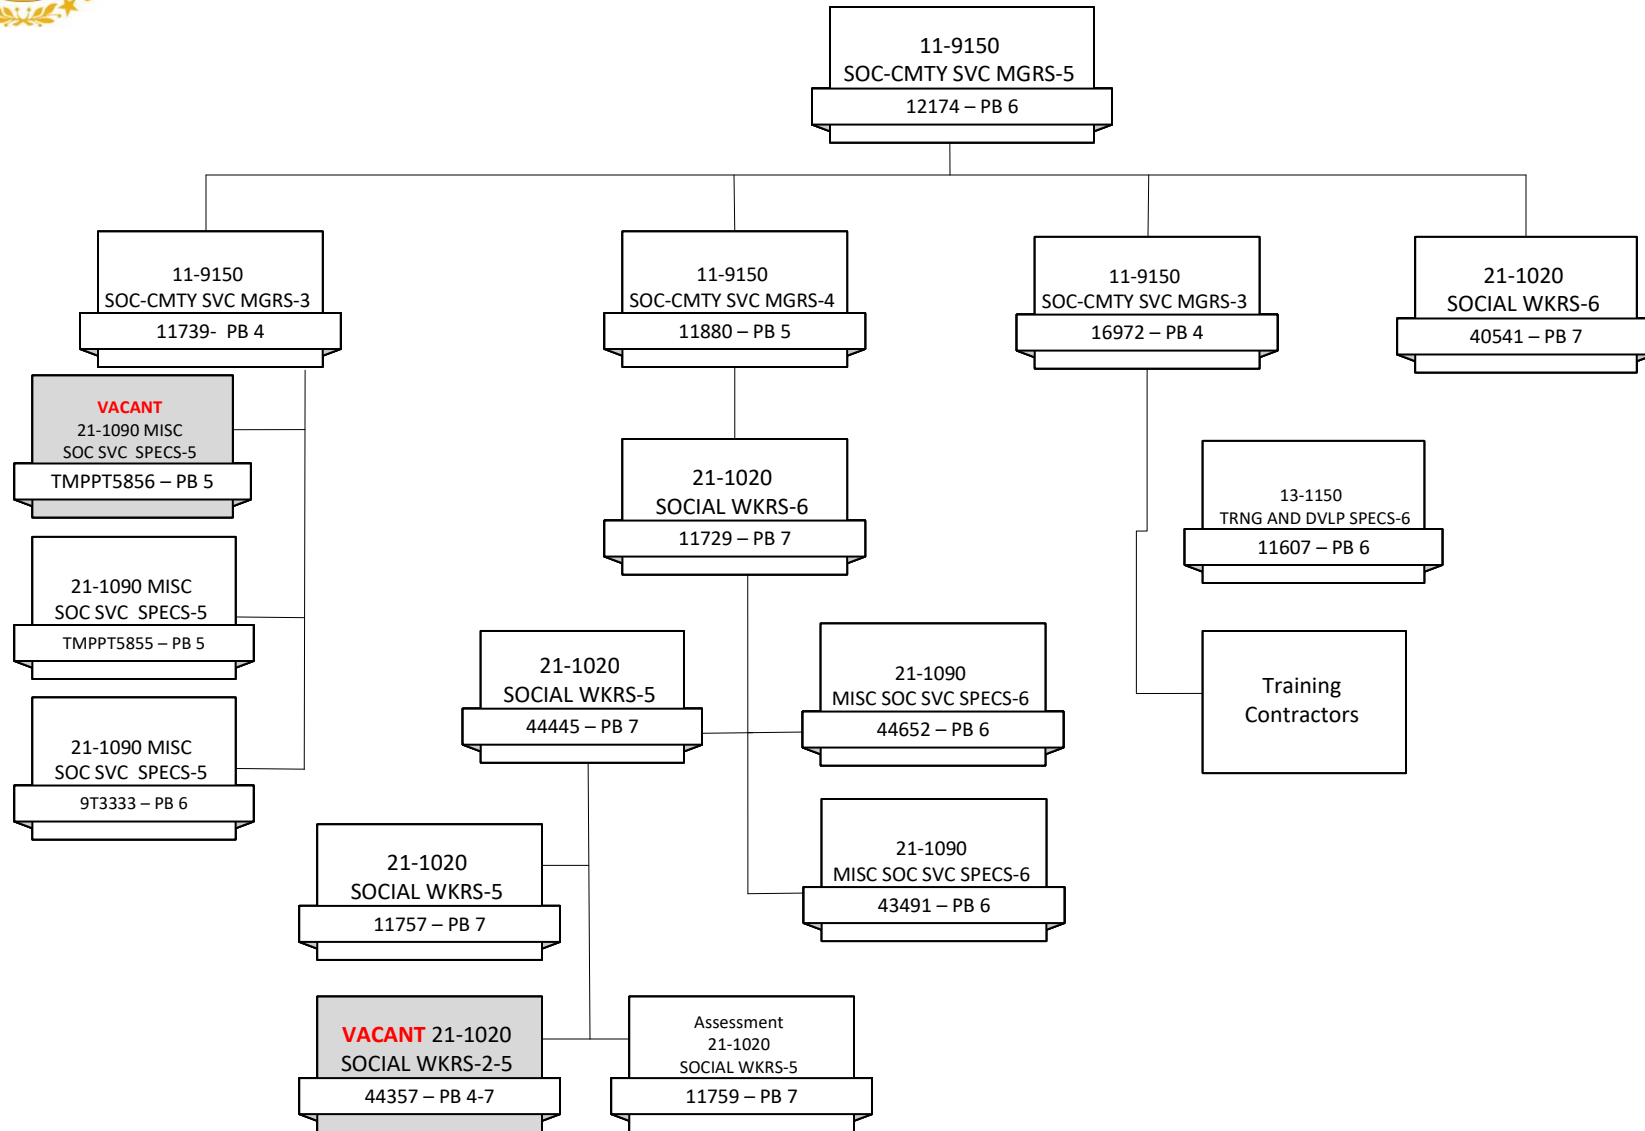 11-9150
SOC-CMTY SVC MGRS-5
12174 – PB 6
11-9150
SOC-CMTY SVC MGRS-3
11739-  PB 4
11-9150
SOC-CMTY SVC MGRS-4
11880 – PB 5
11-9150
SOC-CMTY SVC MGRS-3
16972 – PB 4
21-1020
SOCIAL WKRS-6
40541 – PB 7
VACANT
21-1090 MISC
SOC SVC  SPECS-5
TMPPT5856 – PB 5
21-1090 MISC
SOC SVC  SPECS-5
TMPPT5855 – PB 5
21-1090 MISC
SOC SVC  SPECS-5
9T3333 – PB 6
21-1020
SOCIAL WKRS-6
11729 – PB 7
13-1150
TRNG AND DVLP SPECS-6
11607 – PB 6
21-1020
SOCIAL WKRS-5
44445 – PB 7
21-1090
MISC SOC SVC SPECS-6
44652 – PB 6
Training
Contractors
21-1020
SOCIAL WKRS-5
11757 – PB 7
21-1090
MISC SOC SVC SPECS-6
43491 – PB 6
VACANT 21-1020
SOCIAL WKRS-2-5
44357 – PB 4-7
Assessment
21-1020
SOCIAL WKRS-5
11759 – PB 7